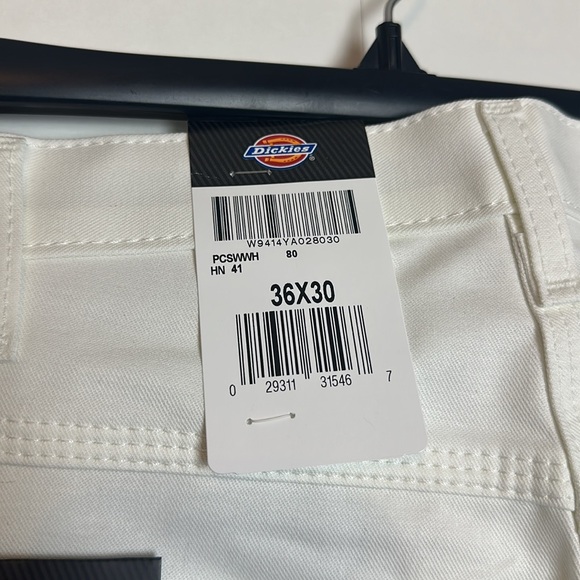 Dickies
W9414YA028030
PCSWWH 80
HN 41
36X30
0 29311 31546 7